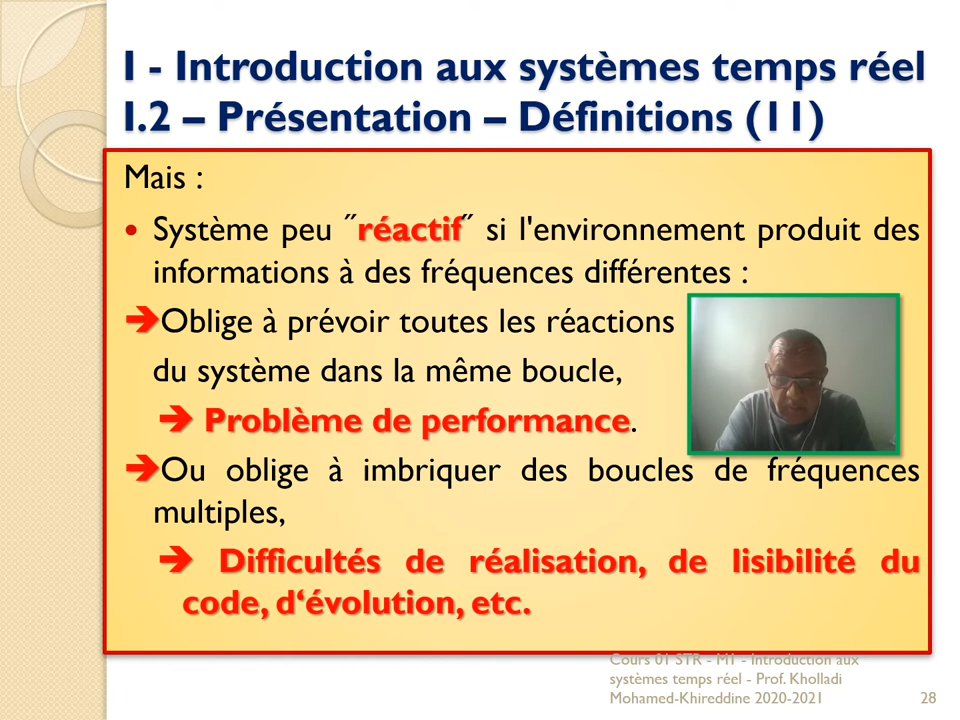 I - Introduction aux systèmes temps réel
I.2 – Présentation – Définitions (11)
Mais :
• Système peu ˝réactif˝ si l'environnement produit des
informations à des fréquences différentes :
➔Oblige à prévoir toutes les réactions
du système dans la même boucle,
➔ Problème de performance.
➔Ou oblige à imbriquer des boucles de fréquences
multiples,
➔ Difficultés de réalisation, de lisibilité du
code, d‘évolution, etc.
Cours 01 STR - M1 - Introduction aux
systèmes temps réel - Prof. Kholladi
Mohamed-Khireddine 2020-2021
28